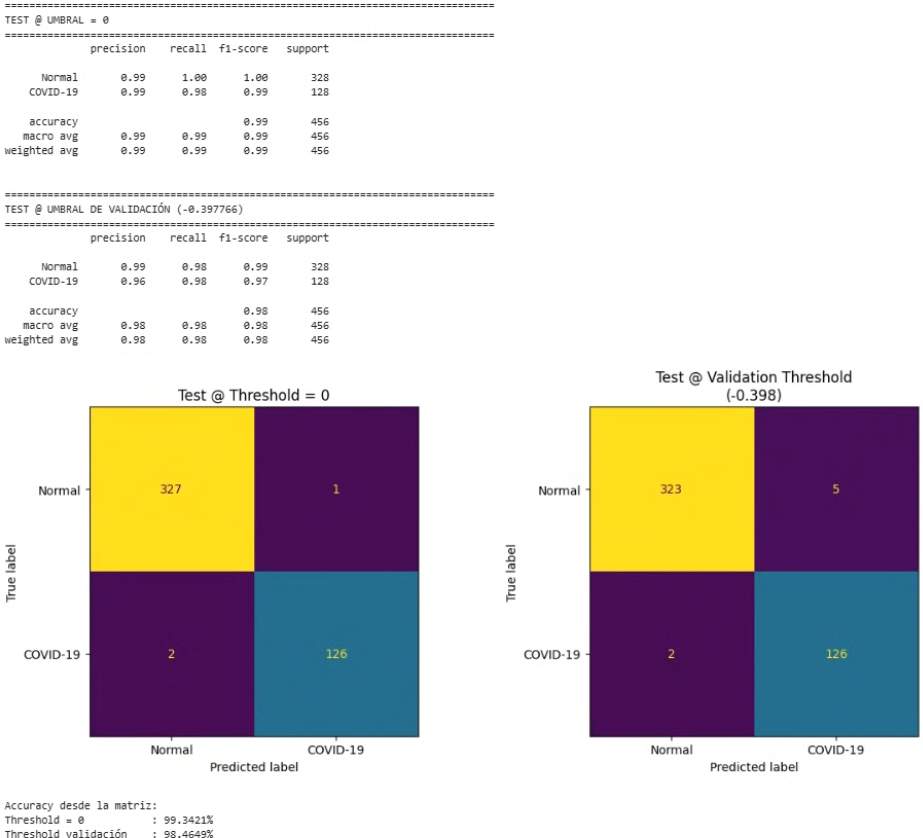 ================================================================================
TEST @ UMBRAL = 0
================================================================================
precision recall f1-score support
Normal 0.99 1.00 1.00 328
COVID-19 0.99 0.98 0.99 128
accuracy 0.99 456
macro avg 0.99 0.99 0.99 456
weighted avg 0.99 0.99 0.99 456
================================================================================
TEST @ UMBRAL DE VALIDACIÓN (-0.397766)
================================================================================
precision recall f1-score support
Normal 0.99 0.98 0.99 328
COVID-19 0.96 0.98 0.97 128
accuracy 0.98 456
macro avg 0.98 0.98 0.98 456
weighted avg 0.98 0.98 0.98 456
Test @ Threshold = 0
True label
Normal 327 1
COVID-19 2 126
Normal COVID-19
Predicted label
Test @ Validation Threshold
(-0.398)
True label
Normal 323 5
COVID-19 2 126
Normal COVID-19
Predicted label
Accuracy desde la matriz:
Threshold = 0 : 99.3421%
Threshold validación : 98.4649%